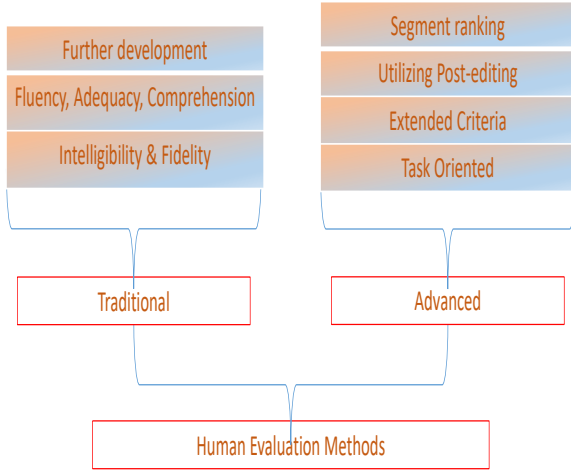 Further development
Fluency, Adequacy, Comprehension
Intelligibility & Fidelity
Segment ranking
Utilizing Post-editing
Extended Criteria
Task Oriented
Traditional
Advanced
Human Evaluation Methods